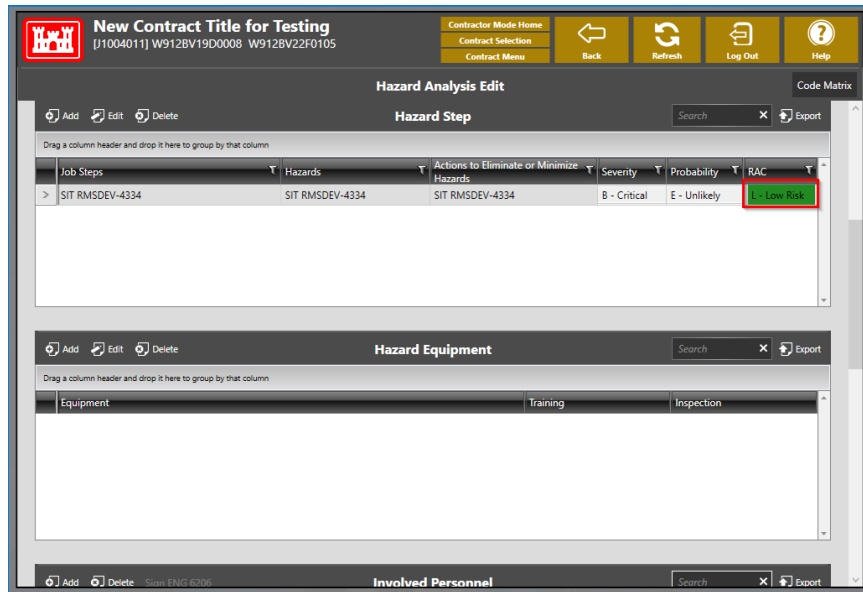 New Contract Title for Testing
[J1004011] W912BV19D0008 W912BV22F0105
Contractor Mode Home
Contract Selection
Contract Menu
Back
Refresh
Log Out
Help
Hazard Analysis Edit
Code Matrix
Add Edit Delete
Hazard Step
Search
Export
Drag a column header and drop it here to group by that column
Job Steps Hazards Actions to Eliminate or Minimize Hazards Severity Probability RAC
SIT RMSDEV-4334 SIT RMSDEV-4334 SIT RMSDEV-4334 B - Critical E - Unlikely L - Low Risk
Add Edit Delete
Hazard Equipment
Search
Export
Drag a column header and drop it here to group by that column
Equipment Training Inspection
Add Delete Sign ENG 6206
Involved Personnel
Search
Export